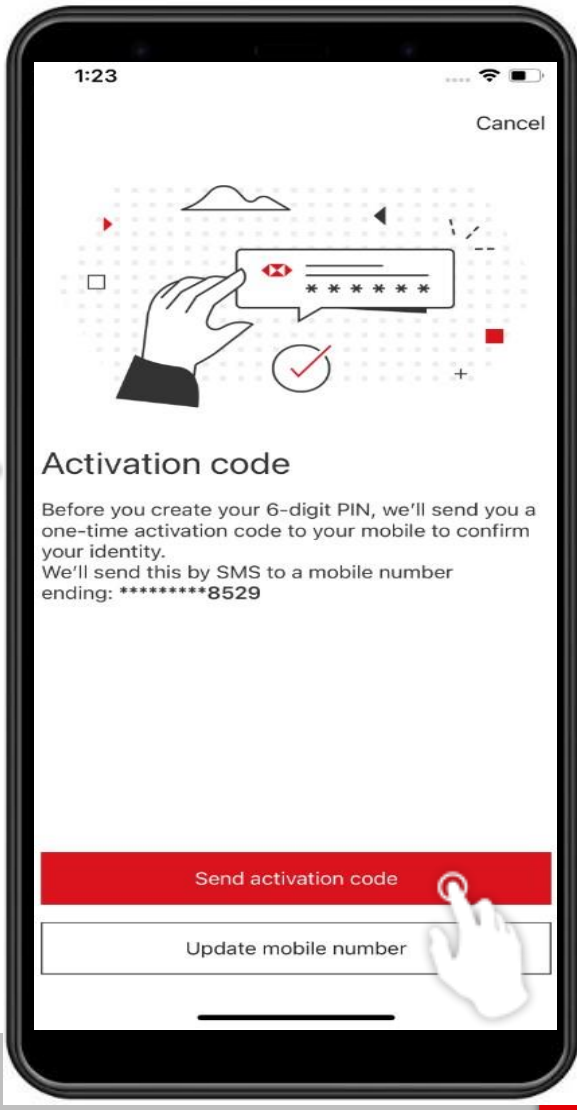 1:23
Cancel
* * * * * *
Activation code
Before you create your 6-digit PIN, we'll send you a
one-time activation code to your mobile to confirm
your identity.
We'll send this by SMS to a mobile number
ending: *********8529
Send activation code
Update mobile number